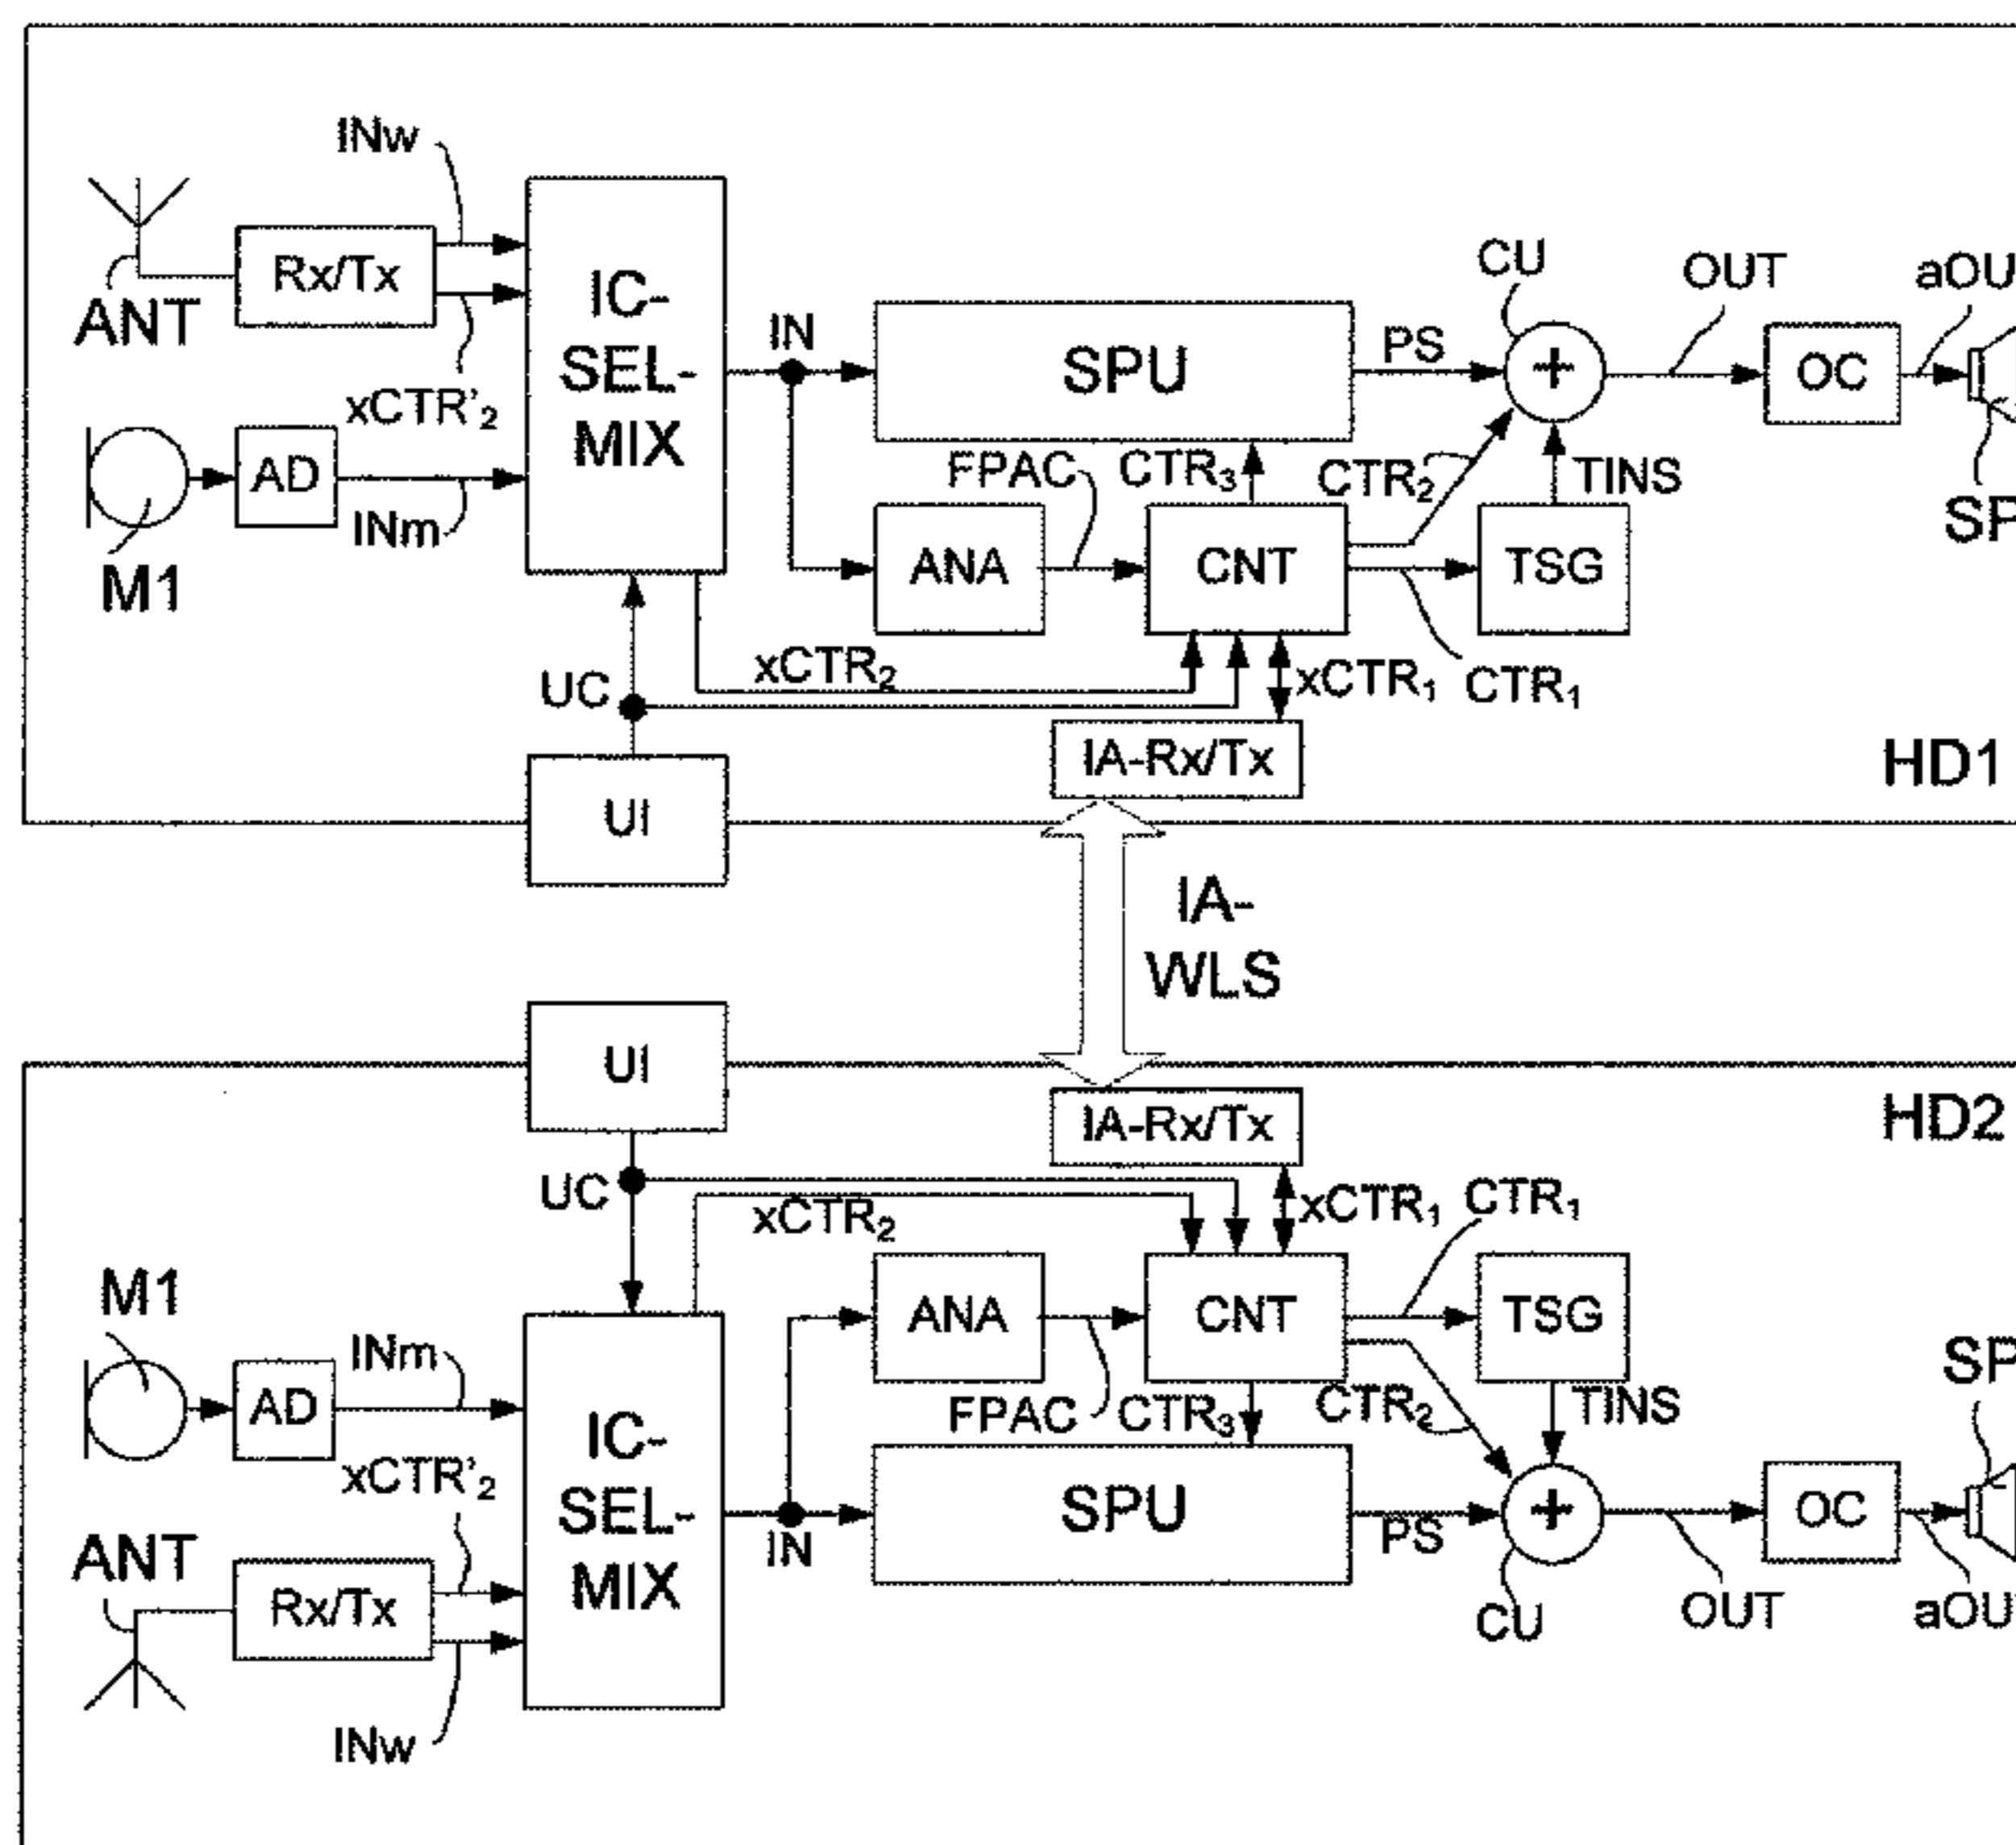 INw
ANT
Rx/Tx
xCTR'2
M1
AD
INm
IC-
SEL-
MIX
IN
SPU
PS
CU
OUT
OC
aOU
SP
FPAC
CTR3
CTR2
TINS
ANA
CNT
TSG
UC
xCTR2
xCTR1
CTR1
UI
IA-Rx/Tx
HD1
IA-
WLS
UI
IA-Rx/Tx
HD2
UC
xCTR2
xCTR1
CTR1
M1
AD
INm
xCTR'2
ANT
Rx/Tx
INw
IC-
SEL-
MIX
ANA
CNT
TSG
FPAC
CTR3
CTR2
TINS
IN
SPU
PS
CU
OUT
OC
aOU
SP